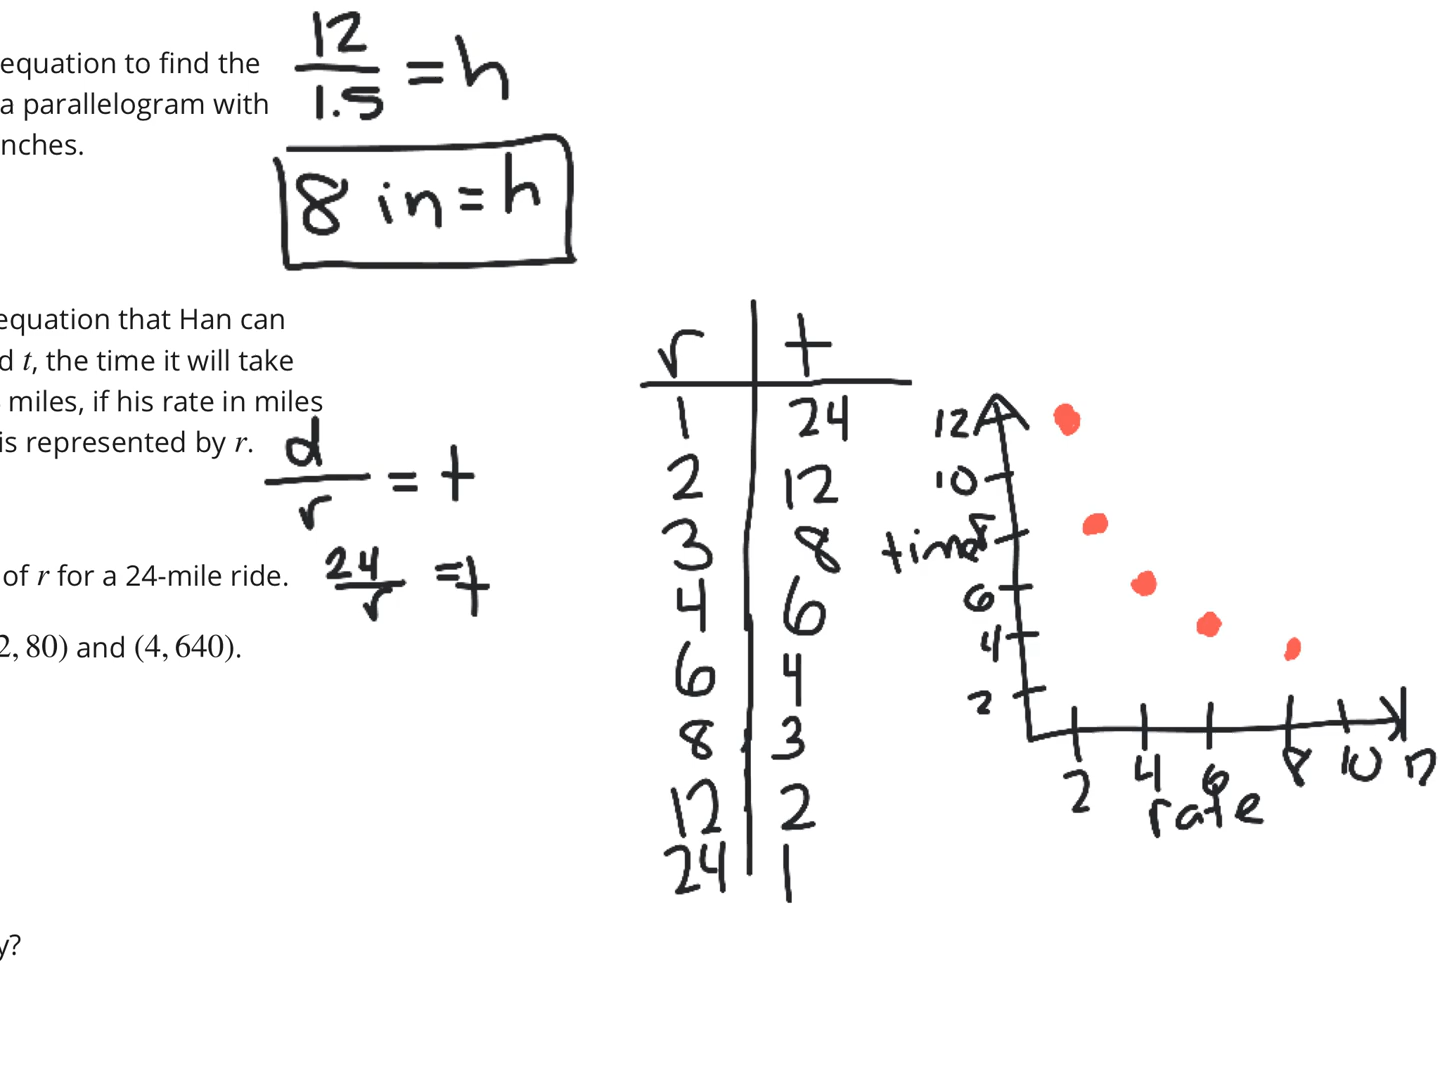 equation to find the
a parallelogram with
nches.
12
1.5
= h
8 in = h
equation that Han can
d t, the time it will take
miles, if his rate in miles
is represented by r.
d
r
= t
of r for a 24-mile ride.
24
r
= t
2, 80) and (4, 640).
y?
r t
1 24
2 12
3 8
4 6
6 4
8 3
12 2
24 1
12
10
time 8
6
4
2
2 4 6 8 10
rate